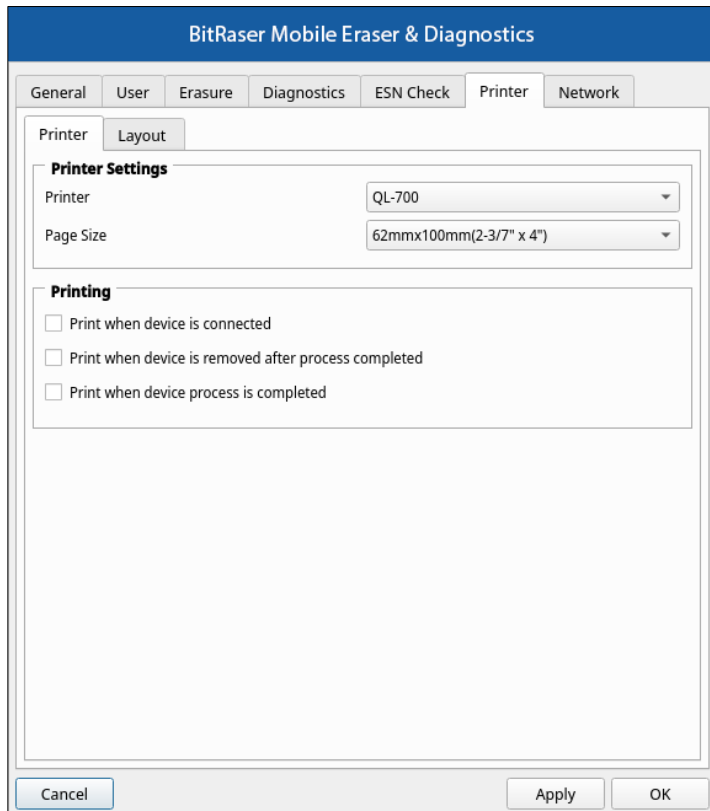 BitRaser Mobile Eraser & Diagnostics
General User Erasure Diagnostics ESN Check Printer Network
Printer Layout
Printer Settings
Printer QL-700
Page Size 62mmx100mm(2-3/7" x 4")
Printing
Print when device is connected
Print when device is removed after process completed
Print when device process is completed
Cancel Apply OK